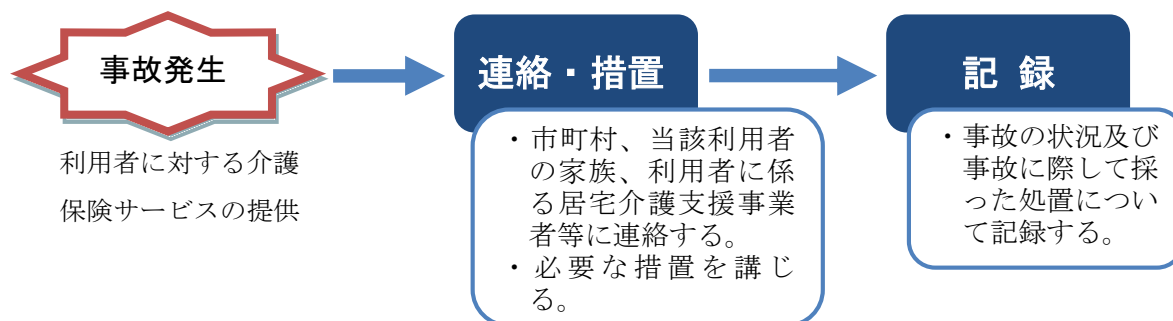 事故発生
利用者に対する介護
保険サービスの提供
連絡・措置
・市町村、当該利用者
の家族、利用者に係
る居宅介護支援事業
者等に連絡する。
・必要な措置を講じ
る。
記 録
・事故の状況及び
事故に際して採
った処置につい
て記録する。